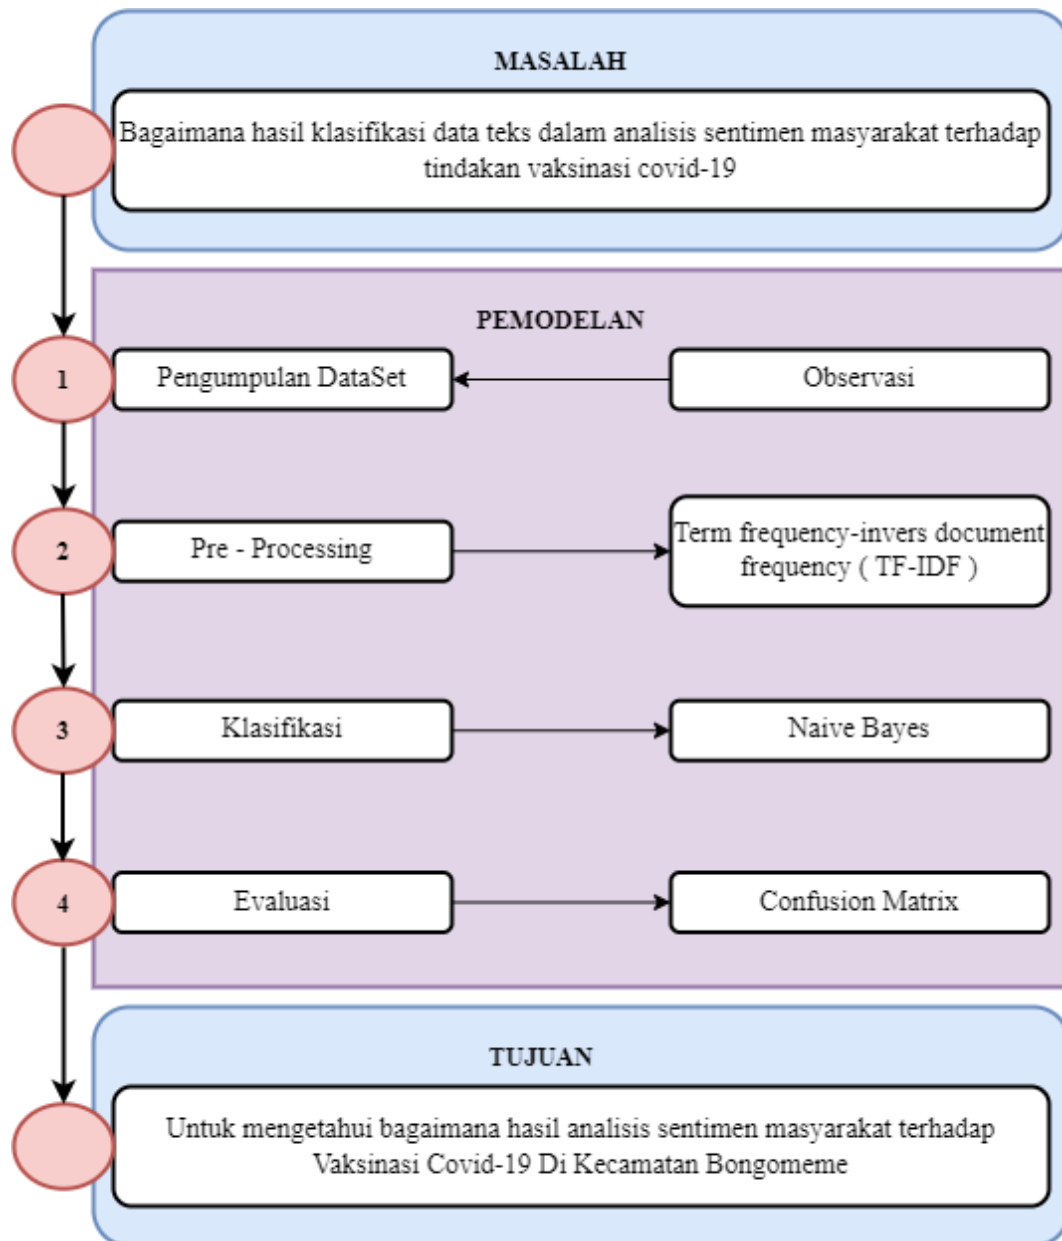 MASALAH
Bagaimana hasil klasifikasi data teks dalam analisis sentimen masyarakat terhadap
tindakan vaksinasi covid-19
PEMODELAN
1
Pengumpulan DataSet
Observasi
2
Pre - Processing
Term frequency-invers document
frequency ( TF-IDF )
3
Klasifikasi
Naive Bayes
4
Evaluasi
Confusion Matrix
TUJUAN
Untuk mengetahui bagaimana hasil analisis sentimen masyarakat terhadap
Vaksinasi Covid-19 Di Kecamatan Bongomeme